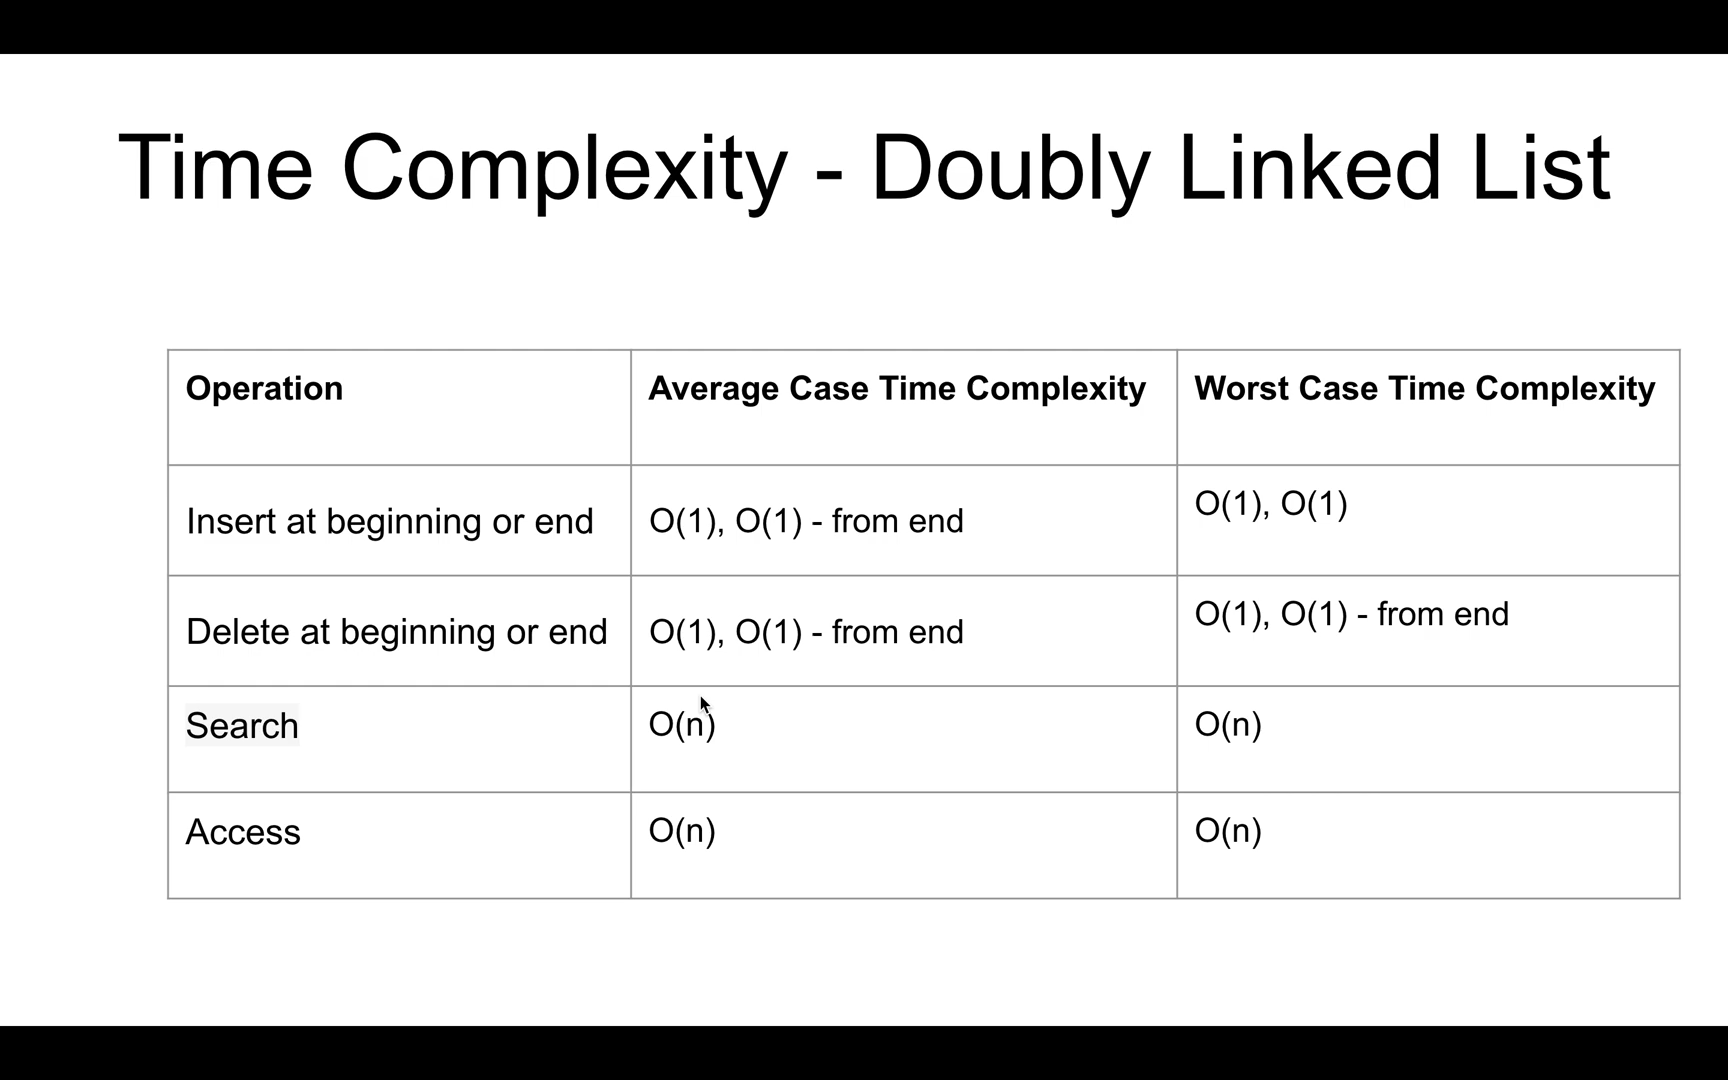 Time Complexity - Doubly Linked List
Operation
Average Case Time Complexity
Worst Case Time Complexity
Insert at beginning or end
O(1), O(1) - from end
O(1), O(1)
Delete at beginning or end
O(1), O(1) - from end
O(1), O(1) - from end
Search
O(n)
O(n)
Access
O(n)
O(n)